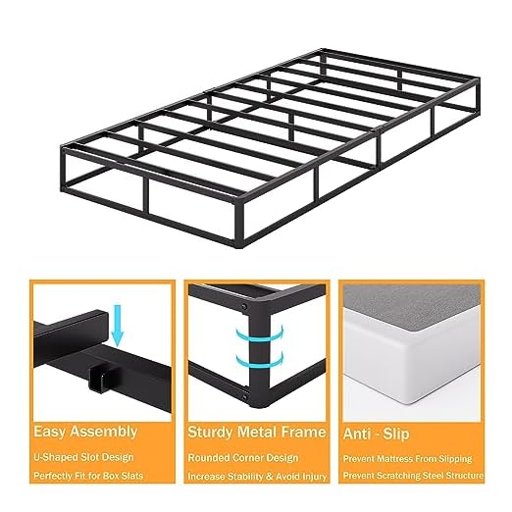 Easy Assembly
U-Shaped Slot Design
Perfectly Fit for Box Slats
Sturdy Metal Frame
Rounded Corner Design
Increase Stability & Avoid Injury
Anti - Slip
Prevent Mattress From Slipping
Prevent Scratching Steel Structure